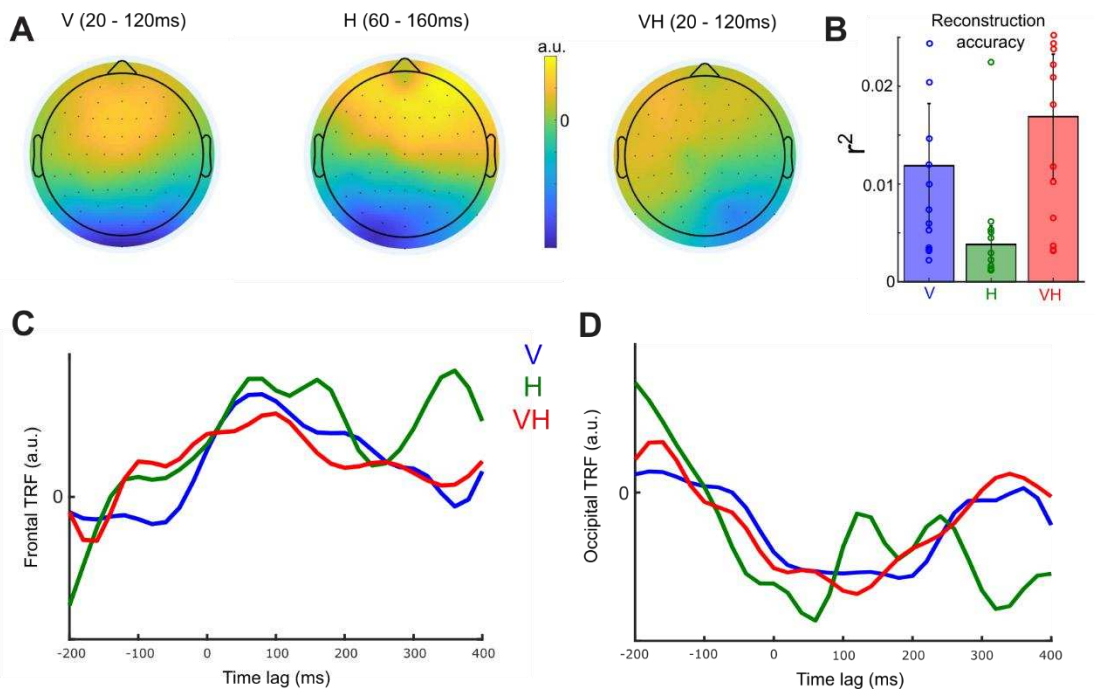 A
V (20 - 120ms)
H (60 - 160ms)
VH (20 - 120ms)
a.u.
0
B
Reconstruction
accuracy
r²
0.02
0.01
0
V
H
VH
C
V
H
VH
Frontal TRF (a.u.)
0
-200
-100
0
100
200
300
400
Time lag (ms)
D
Occipital TRF (a.u.)
0
-200
-100
0
100
200
300
400
Time lag (ms)